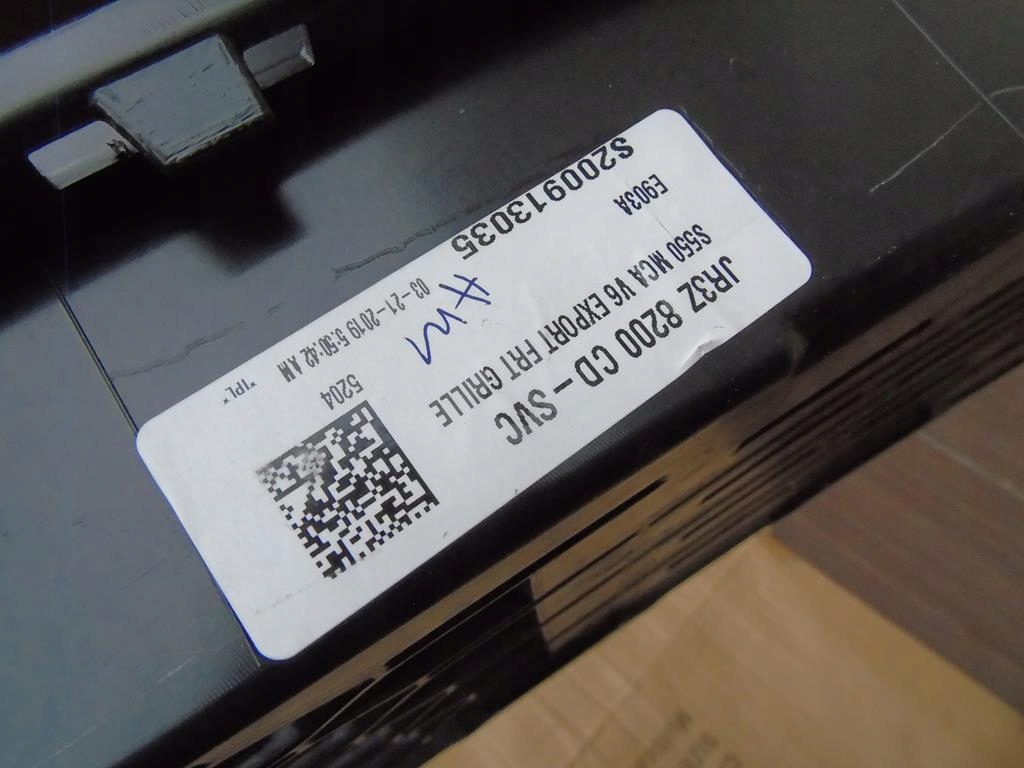 JR3Z 8200 CD-SVC
S550 MCA V6 EXPORT FRT GRILLE
E903A
S200913035
03-21-2019 5:50:42 AM
*IPL*
5204